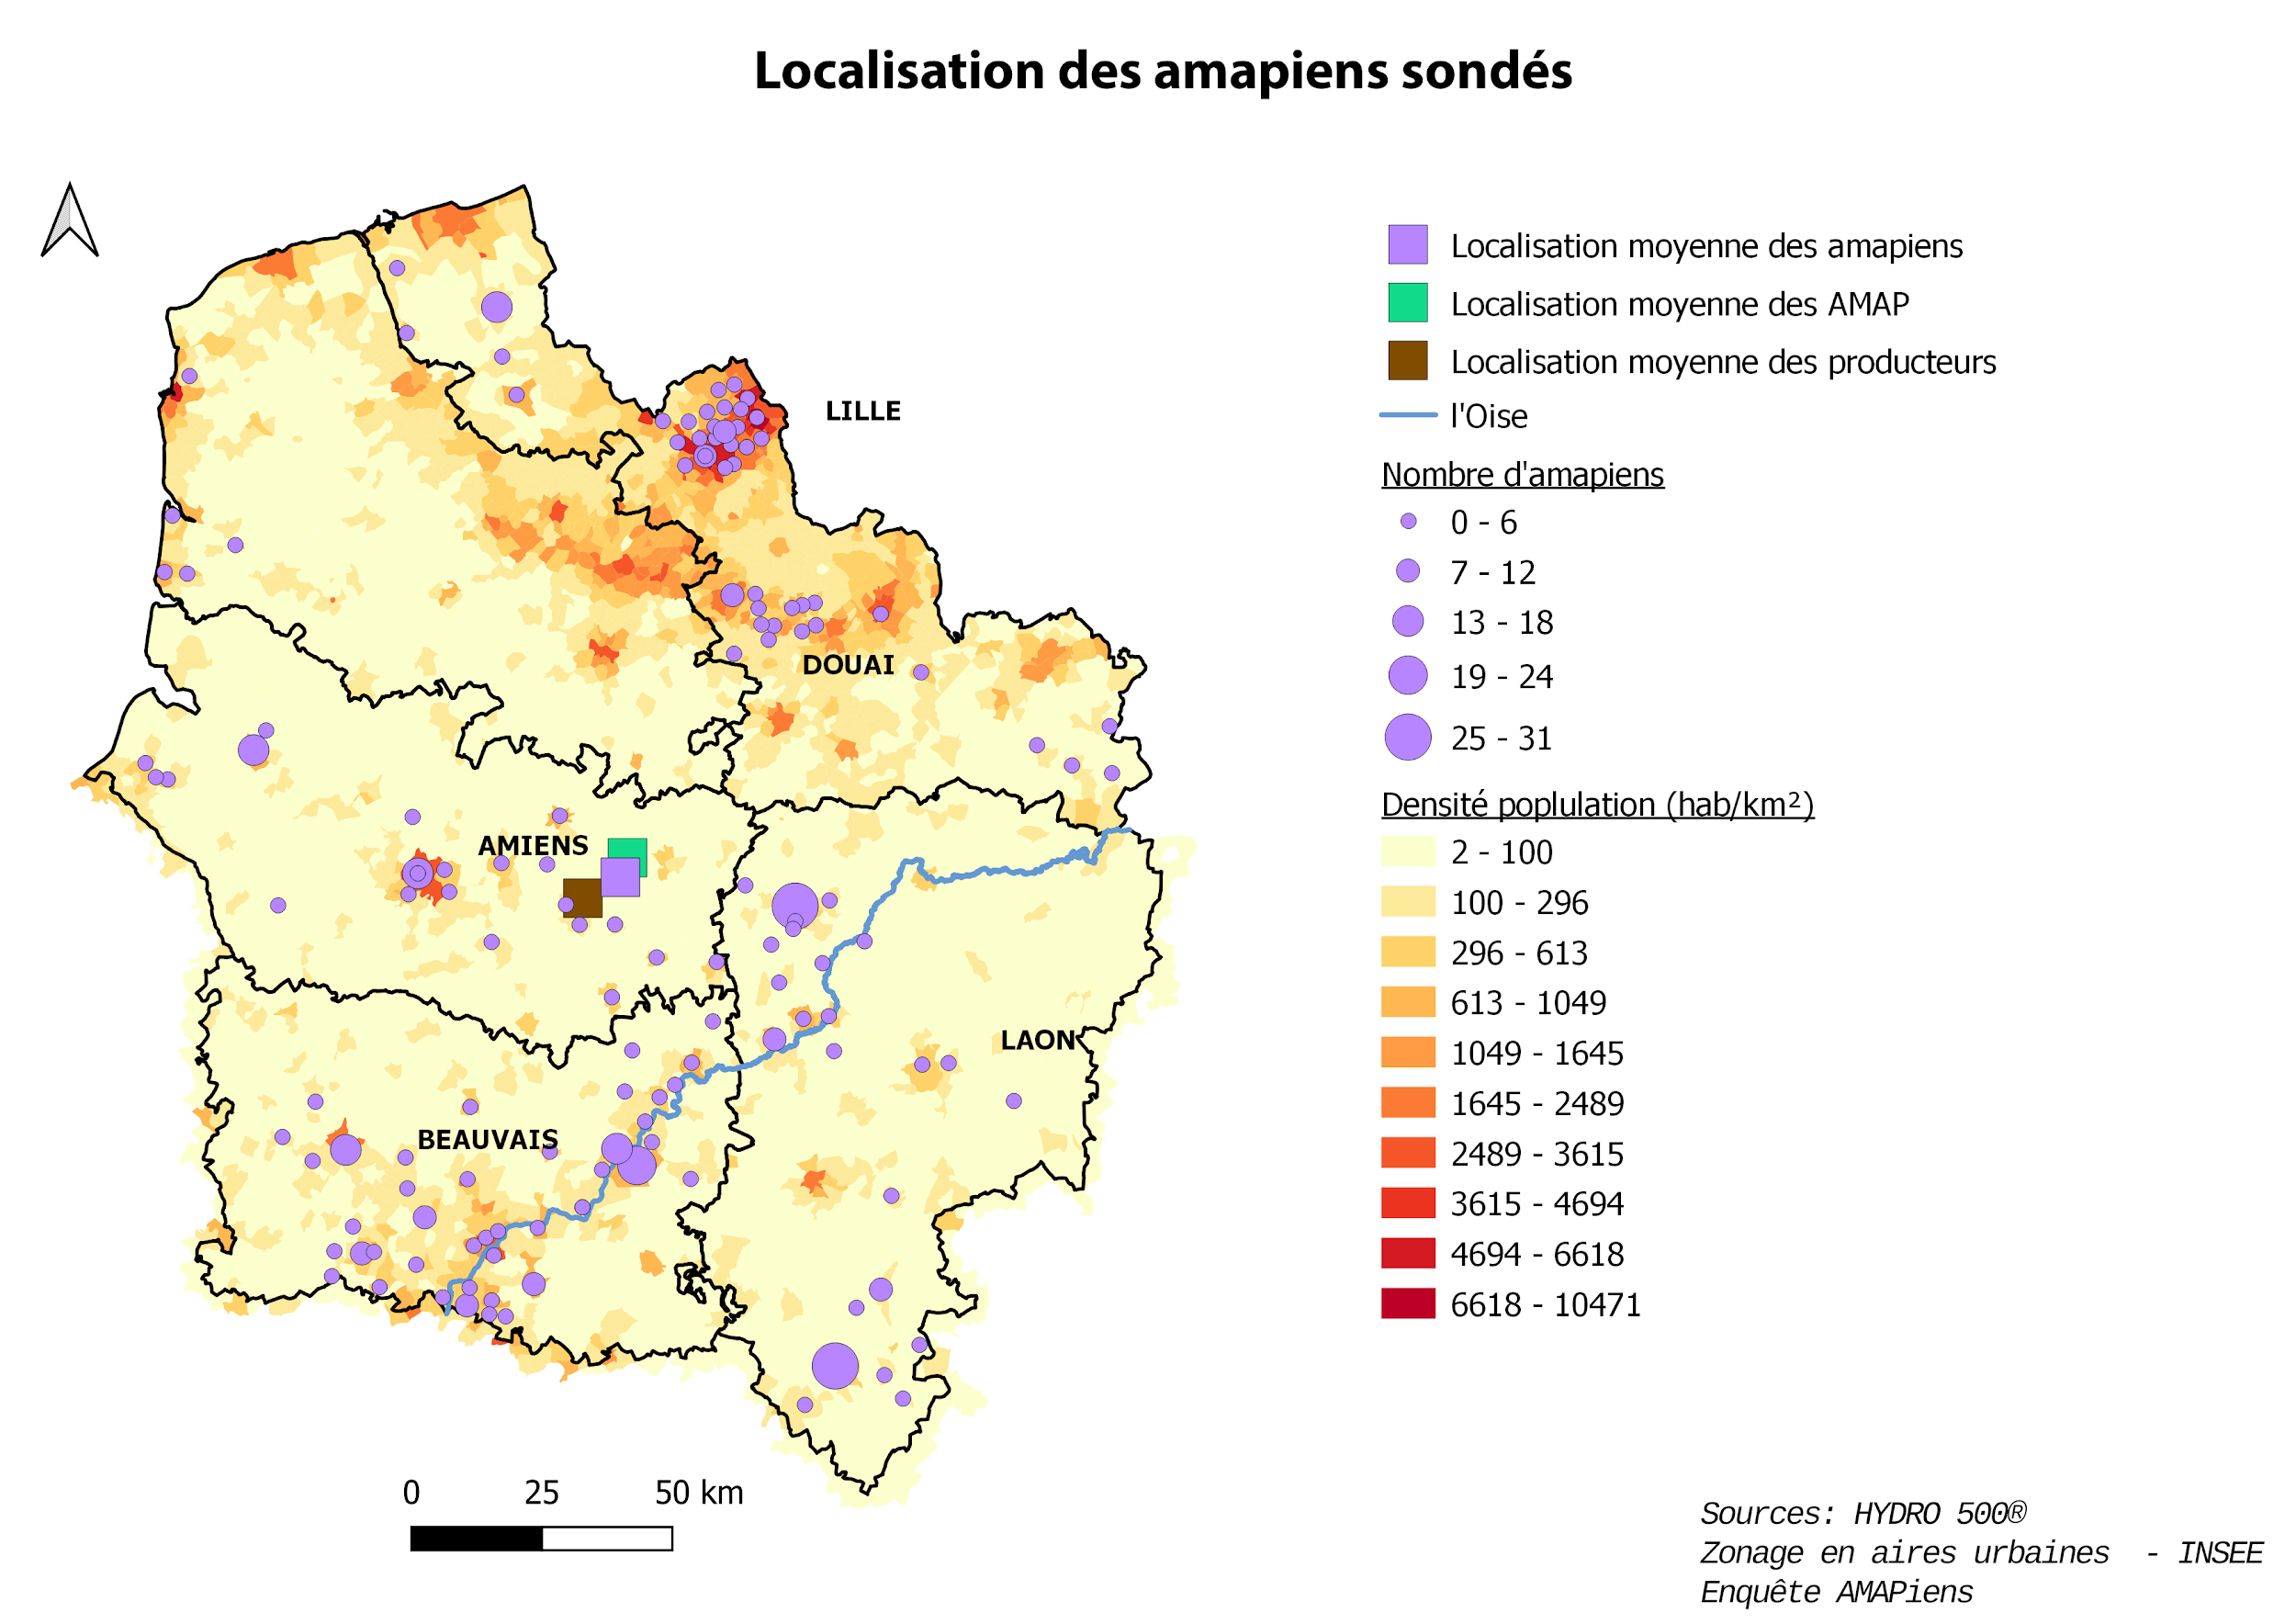 Localisation des amapiens sondés
Localisation moyenne des amapiens
Localisation moyenne des AMAP
Localisation moyenne des producteurs
l'Oise
Nombre d'amapiens
0 - 6
7 - 12
13 - 18
19 - 24
25 - 31
Densité poplulation (hab/km²)
2 - 100
100 - 296
296 - 613
613 - 1049
1049 - 1645
1645 - 2489
2489 - 3615
3615 - 4694
4694 - 6618
6618 - 10471
LILLE
DOUAI
AMIENS
LAON
BEAUVAIS
0 25 50 km
Sources: HYDRO 500®
Zonage en aires urbaines - INSEE
Enquête AMAPiens